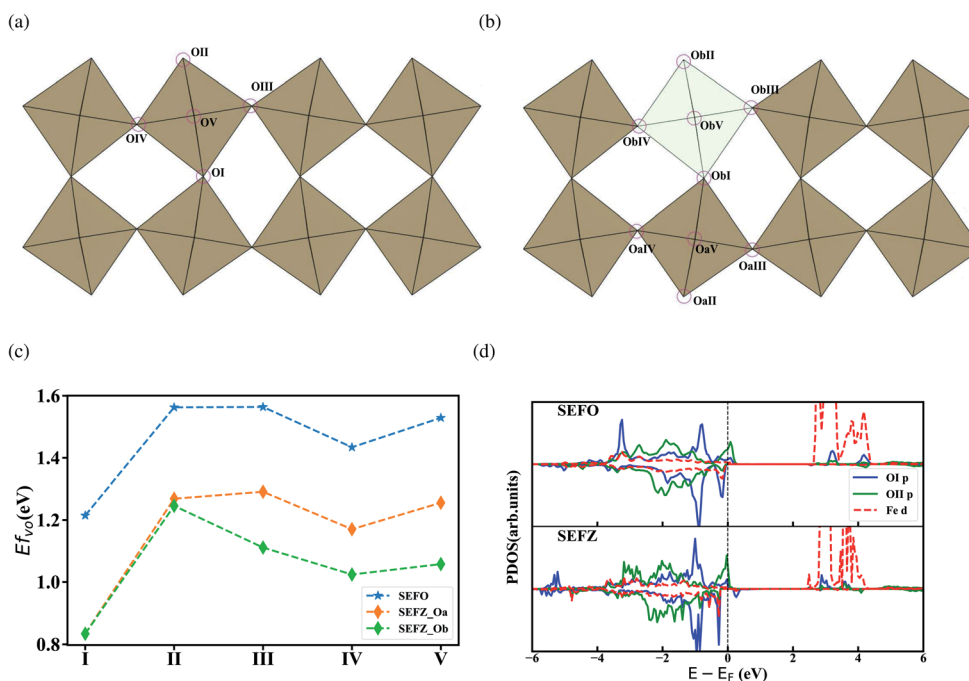 (a)
(b)
OII
OIII
OIV
OV
OI
ObII
ObIII
ObIV
ObV
ObI
OaIV
OaV
OaIII
OaII
(c)
(d)
1.6
1.4
1.2
1.0
0.8
Efvo(eV)
I II III IV V
SEFO
SEFZ_Oa
SEFZ_Ob
PDOS(arb.units)
SEFO
OI p
OII p
Fe d
SEFZ
−6 −4 −2 0 2 4 6
E − EF (eV)